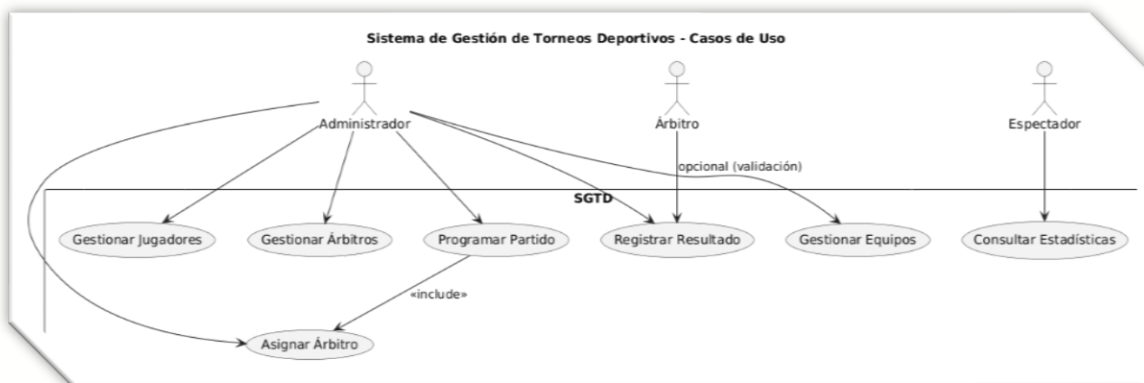 Sistema de Gestión de Torneos Deportivos - Casos de Uso
Administrador
Árbitro
Espectador
opcional (validación)
SGTD
Gestionar Jugadores
Gestionar Árbitros
Programar Partido
Registrar Resultado
Gestionar Equipos
Consultar Estadísticas
«include»
Asignar Árbitro